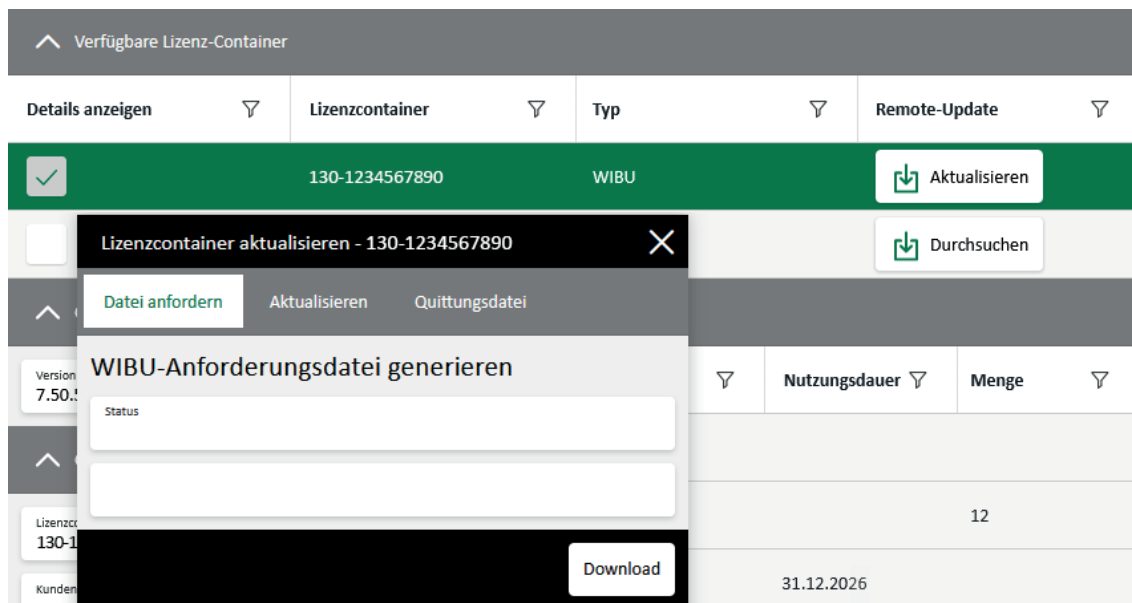 Verfügbare Lizenz-Container
Details anzeigen Lizenzcontainer Typ Remote-Update
130-1234567890 WIBU Aktualisieren
Lizenzcontainer aktualisieren - 130-1234567890
Durchsuchen
Datei anfordern Aktualisieren Quittungsdatei
WIBU-Anforderungsdatei generieren
Version
7.50.
Nutzungsdauer Menge
Status
12
130-1
Download
Kunden
31.12.2026